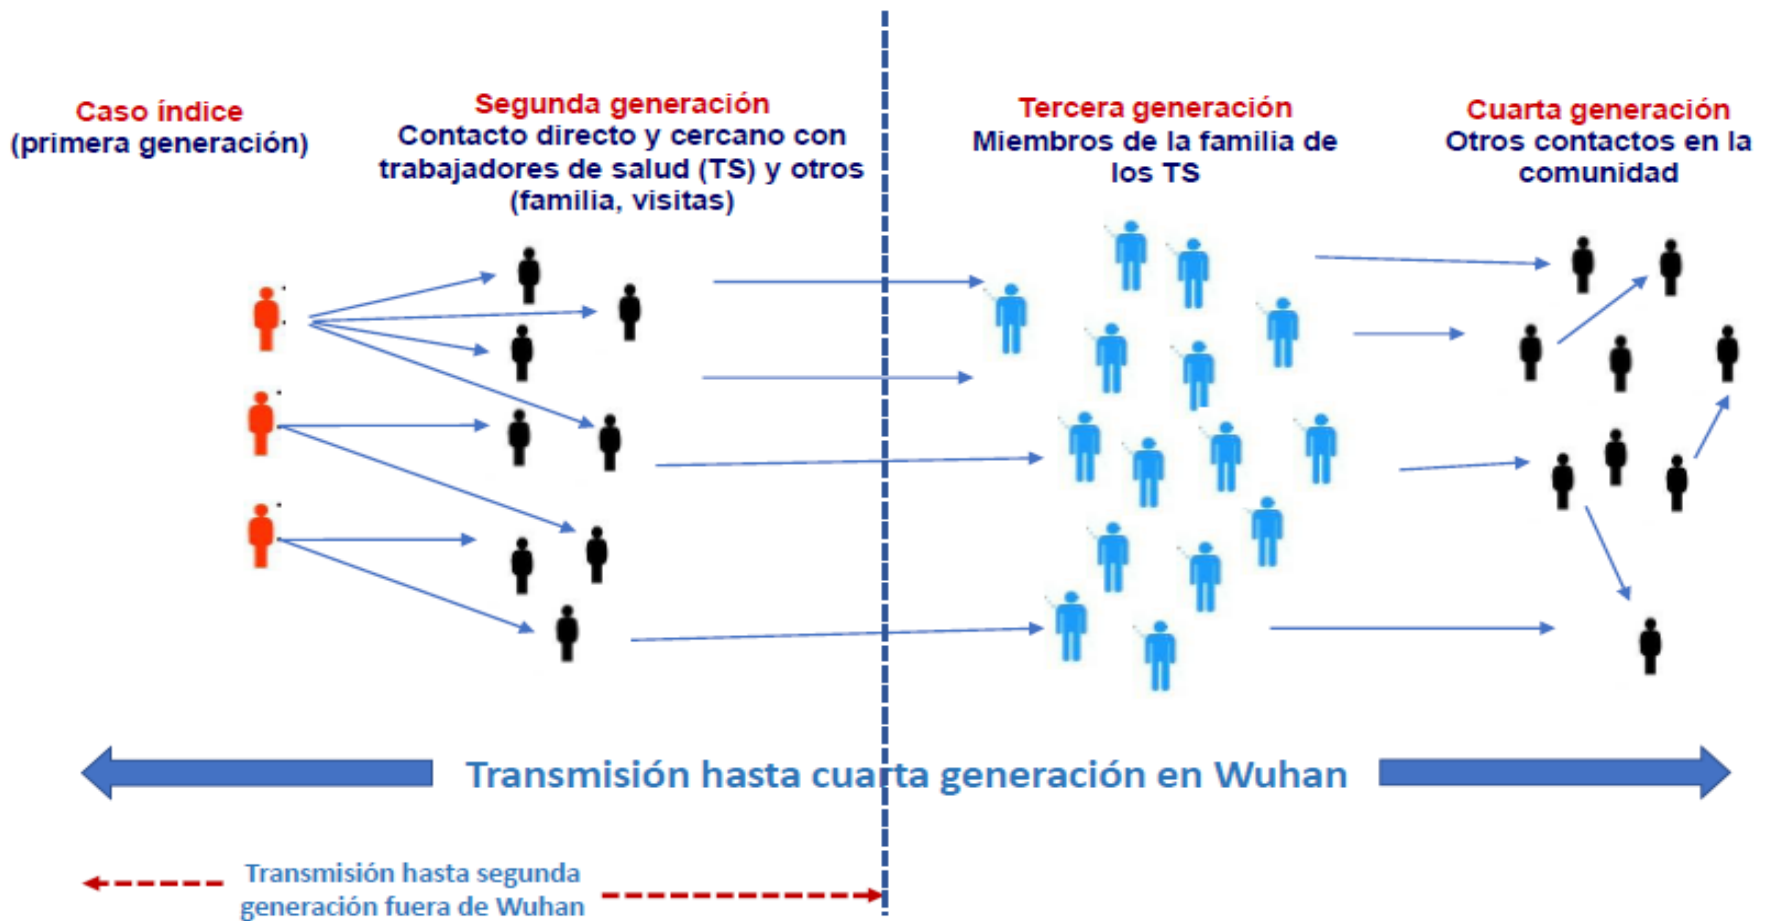 Caso índice
(primera generación)
Segunda generación
Contacto directo y cercano con
trabajadores de salud (TS) y otros
(familia, visitas)
Tercera generación
Miembros de la familia de
los TS
Cuarta generación
Otros contactos en la
comunidad
Transmisión hasta cuarta generación en Wuhan
Transmisión hasta segunda
generación fuera de Wuhan